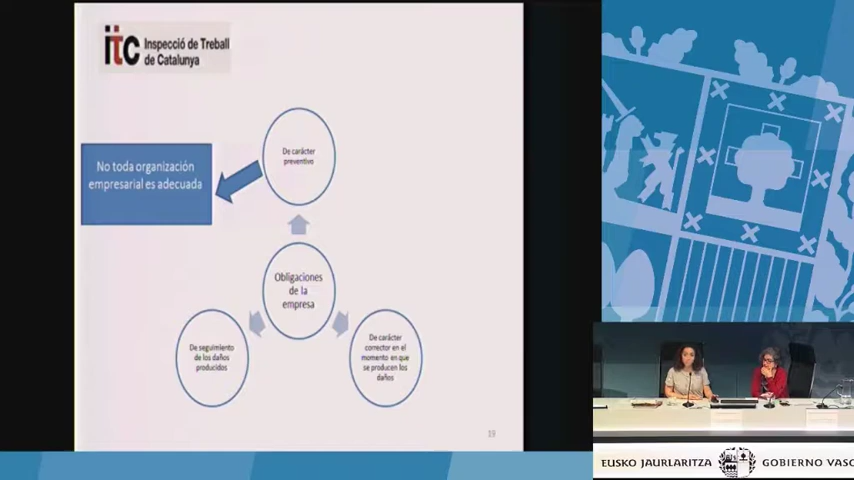 itc Inspecció de Treball
de Catalunya
De carácter
preventivo
No toda organización
empresarial es adecuada
Obligaciones
de la
empresa
De seguimiento
de los daños
producidos
De carácter
corrector en el
momento en que
se producen los
daños
39
EUSKO JAURLARITZA GOBIERNO VASC